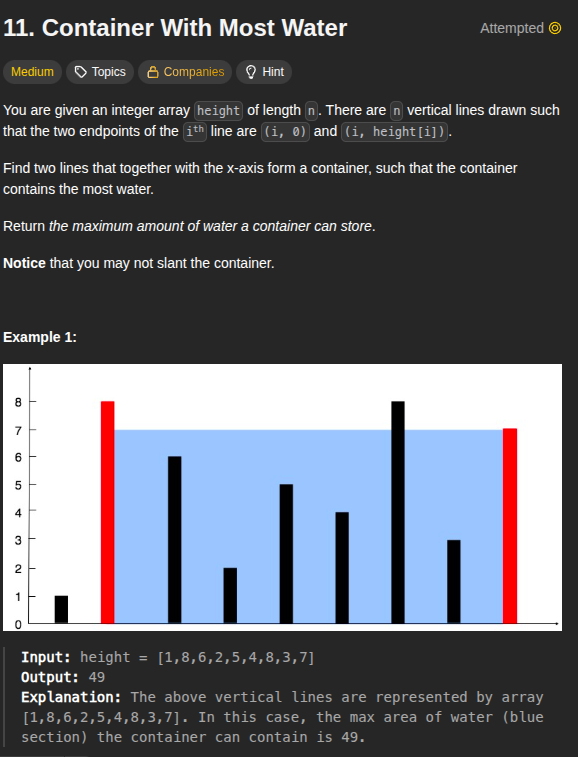 11. Container With Most Water
Attempted
Medium
Topics
Companies
Hint
You are given an integer array height of length n. There are n vertical lines drawn such
that the two endpoints of the ith line are (i, 0) and (i, height[i]).
Find two lines that together with the x-axis form a container, such that the container
contains the most water.
Return the maximum amount of water a container can store.
Notice that you may not slant the container.
Example 1:
8
7
6
5
4
3
2
1
0
Input: height = [1,8,6,2,5,4,8,3,7]
Output: 49
Explanation: The above vertical lines are represented by array
[1,8,6,2,5,4,8,3,7]. In this case, the max area of water (blue
section) the container can contain is 49.